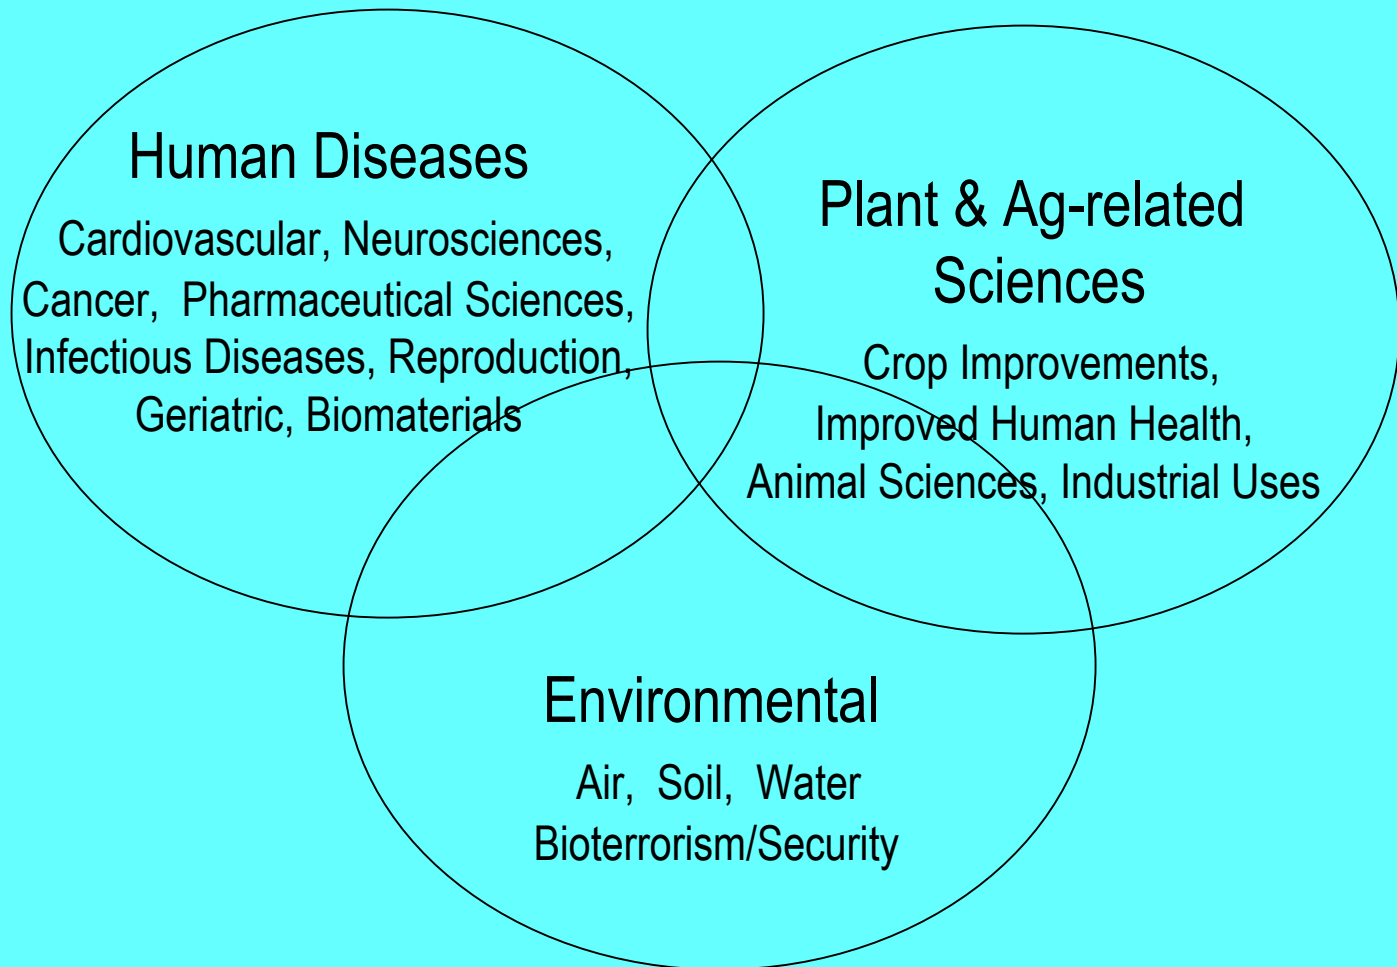 Human Diseases
Cardiovascular, Neurosciences,
Cancer, Pharmaceutical Sciences,
Infectious Diseases, Reproduction,
Geriatric, Biomaterials
Plant & Ag-related
Sciences
Crop Improvements,
Improved Human Health,
Animal Sciences, Industrial Uses
Environmental
Air, Soil, Water
Bioterrorism/Security